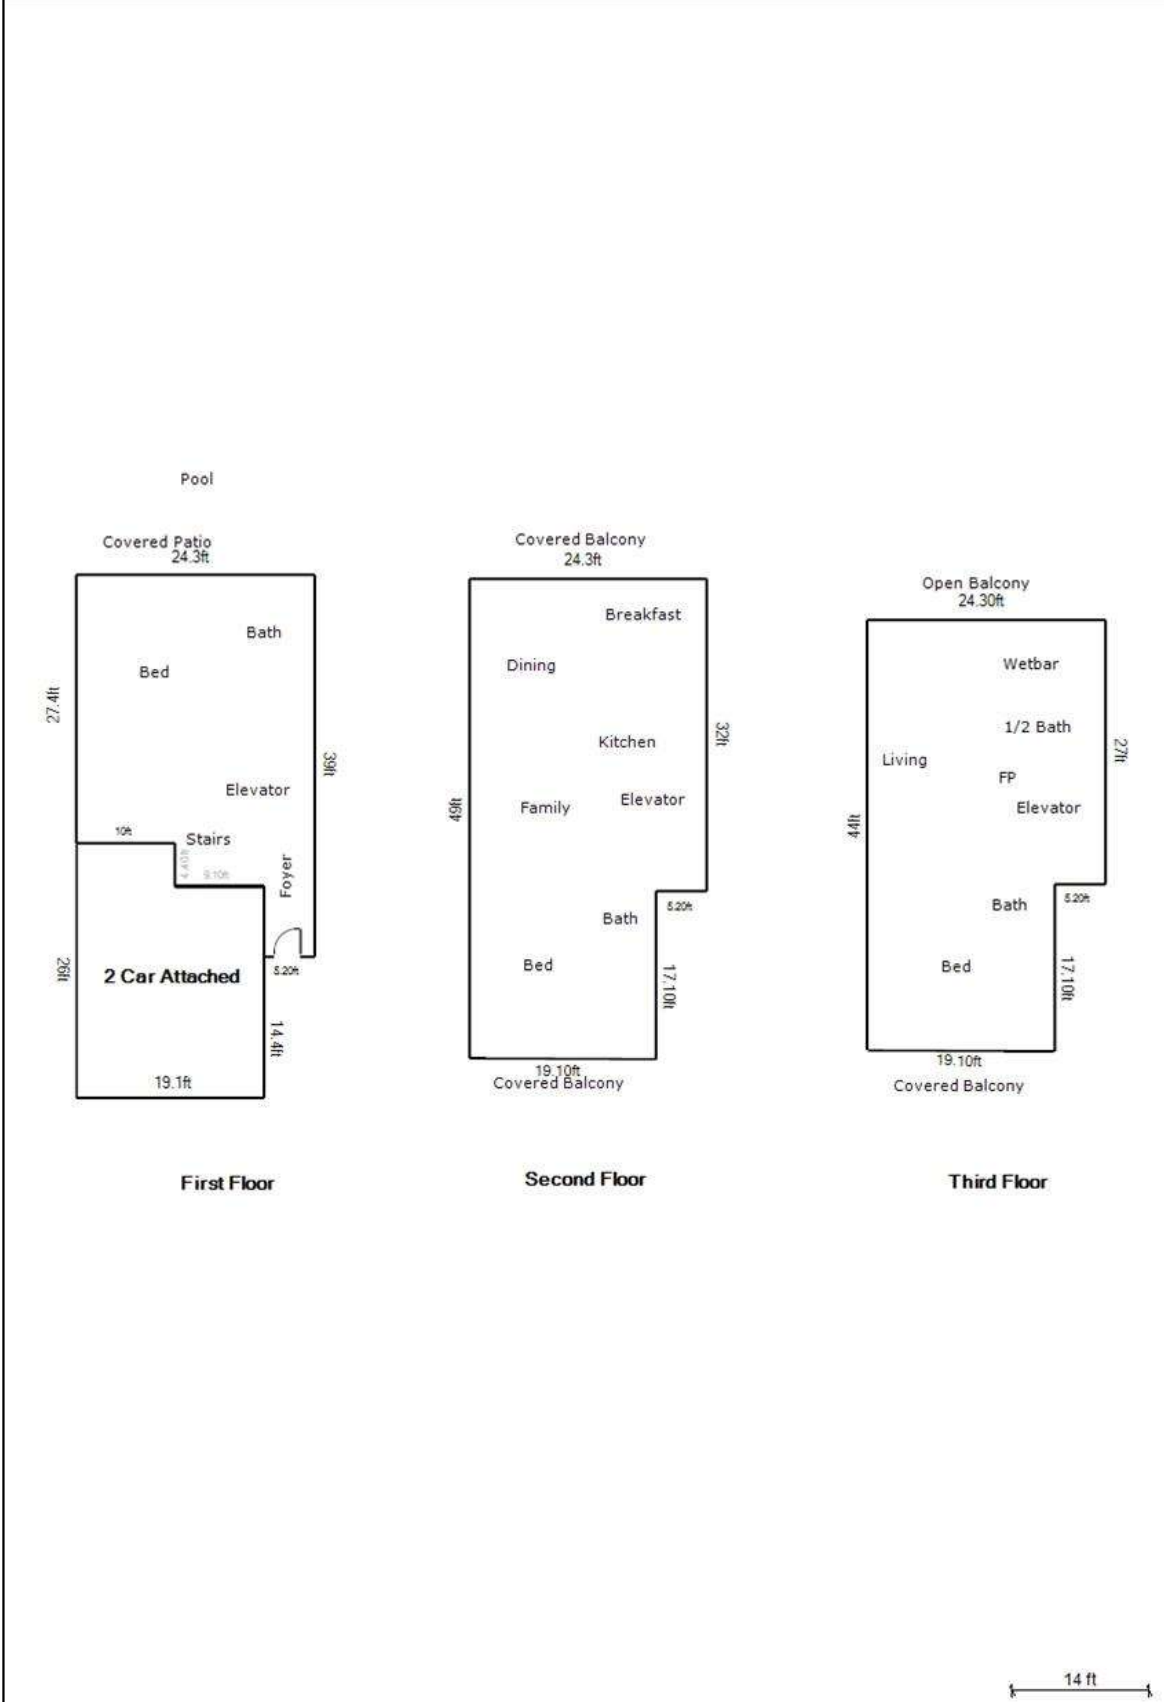 Pool
Covered Patio
24.3ft
Bath
Bed
27.4ft
39ft
Elevator
10ft
Stairs
4.40ft
9.10ft
Foyer
26ft
2 Car Attached
5.20ft
14.4ft
19.1ft
First Floor
Covered Balcony
24.3ft
Breakfast
Dining
32ft
Kitchen
49ft
Family
Elevator
5.20ft
Bath
Bed
17.10ft
19.10ft
Covered Balcony
Second Floor
Open Balcony
24.30ft
Wetbar
1/2 Bath
27ft
Living
FP
Elevator
44ft
5.20ft
Bath
Bed
17.10ft
19.10ft
Covered Balcony
Third Floor
14 ft